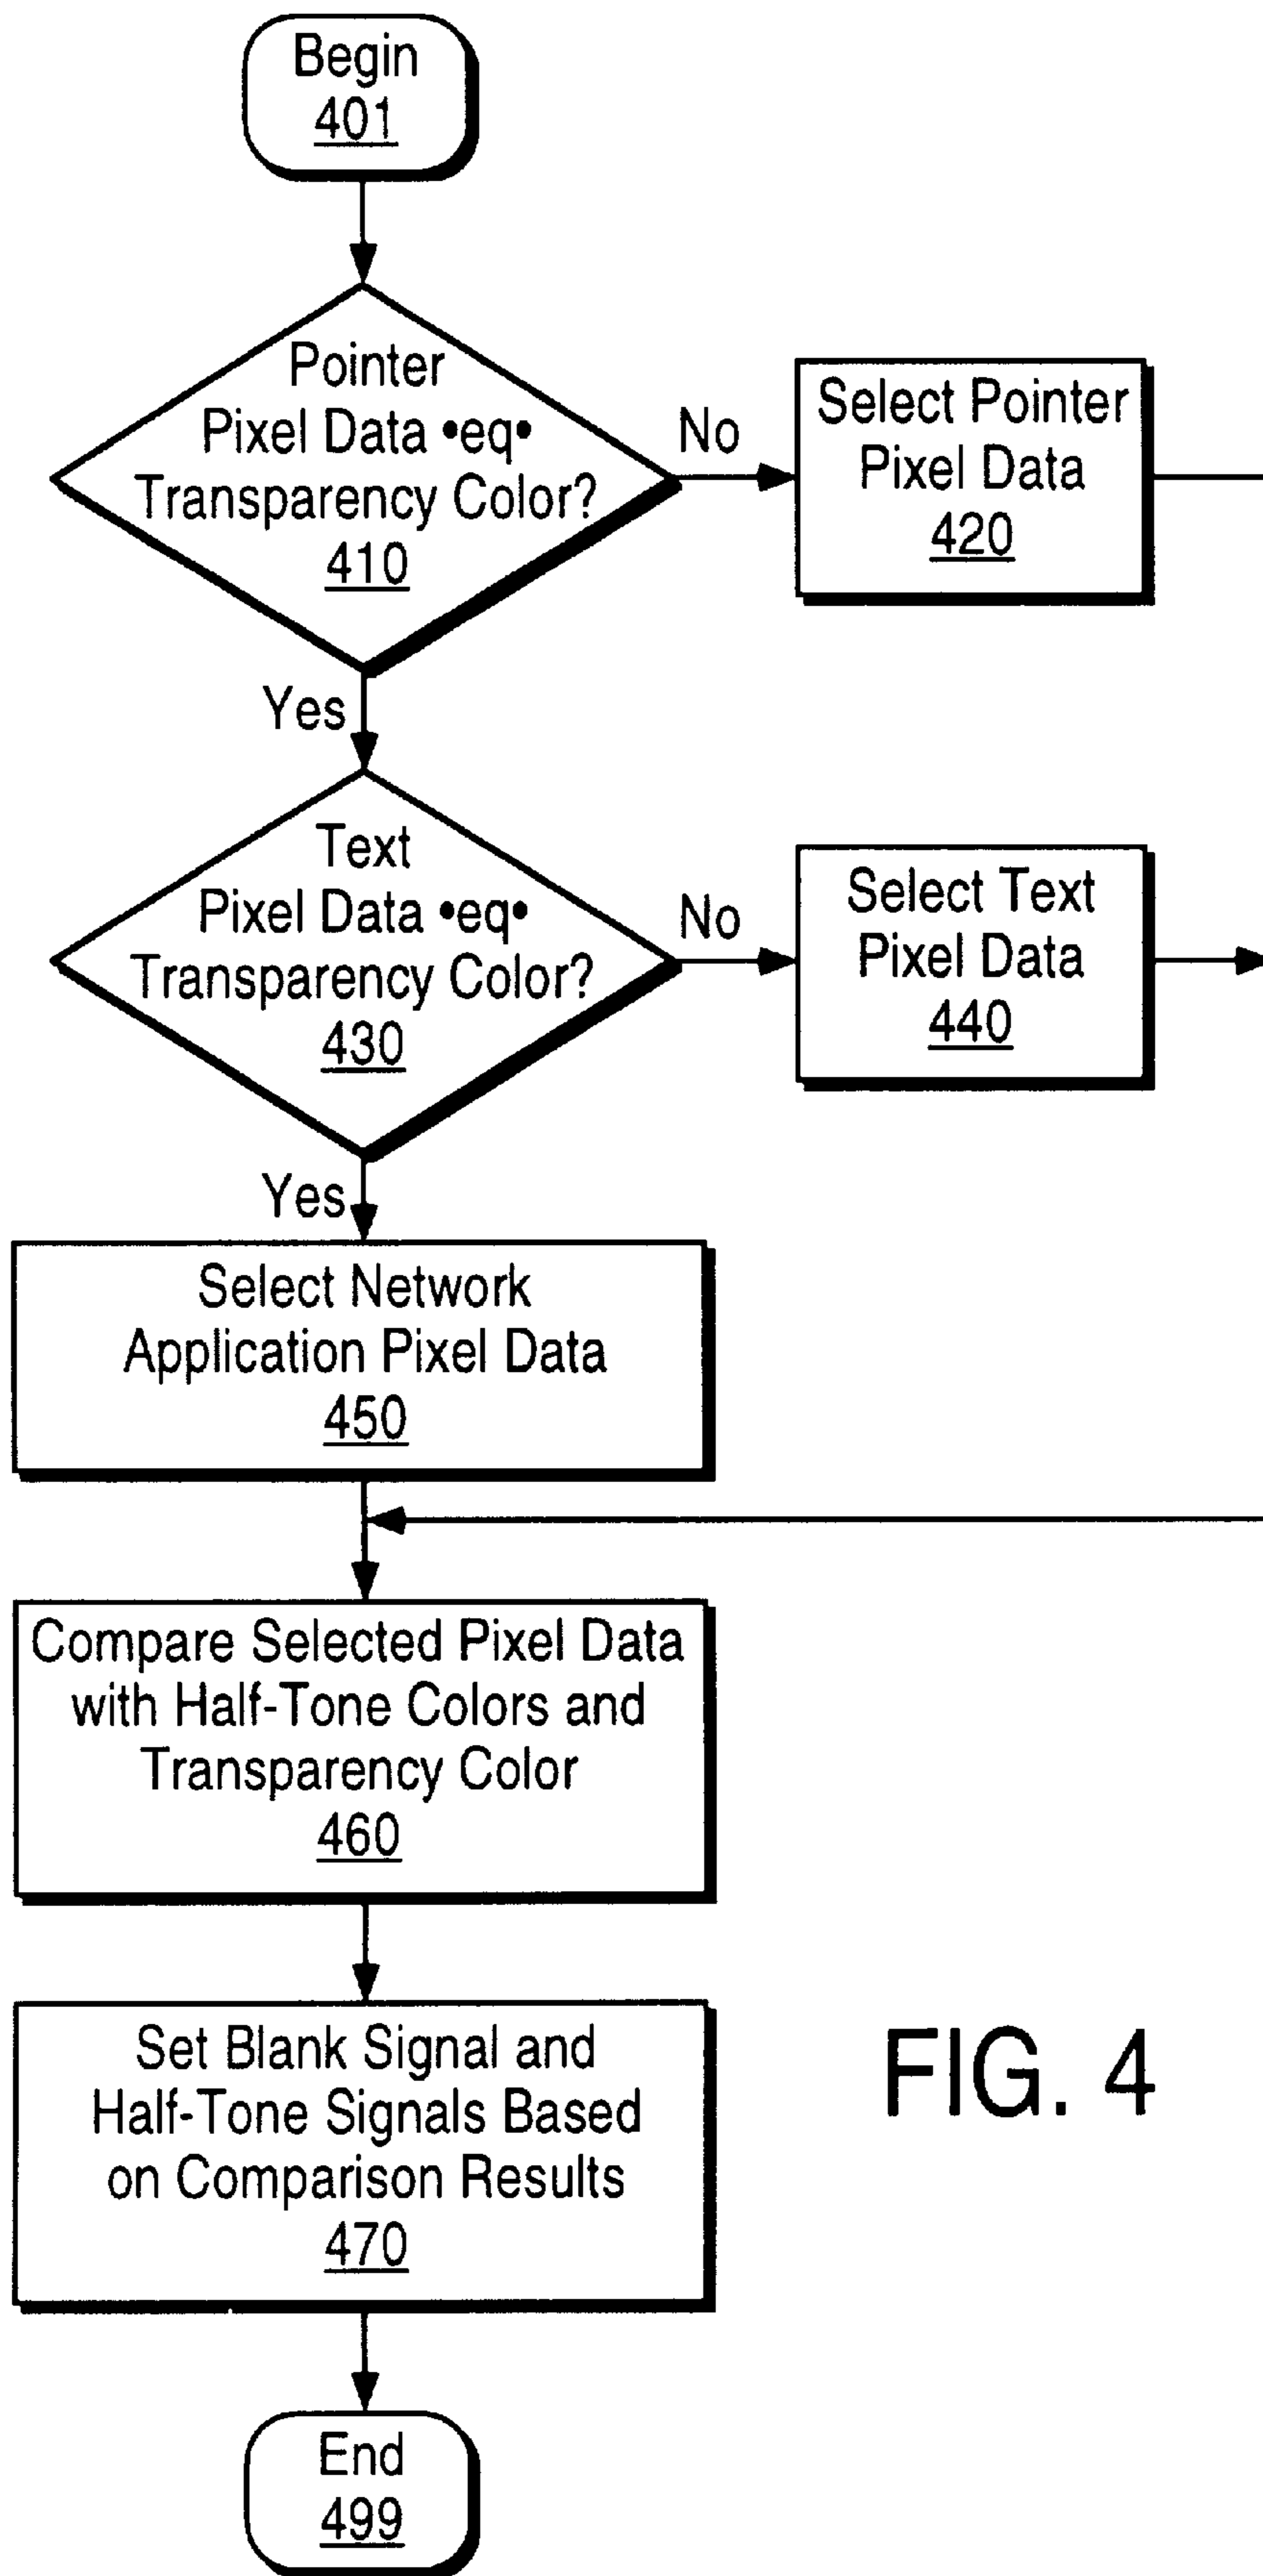 Begin
401
Pointer
Pixel Data •eq•
Transparency Color?
410
No
Select Pointer
Pixel Data
420
Yes
Text
Pixel Data •eq•
Transparency Color?
430
No
Select Text
Pixel Data
440
Yes
Select Network
Application Pixel Data
450
Compare Selected Pixel Data
with Half-Tone Colors and
Transparency Color
460
Set Blank Signal and
Half-Tone Signals Based
on Comparison Results
470
FIG. 4
End
499